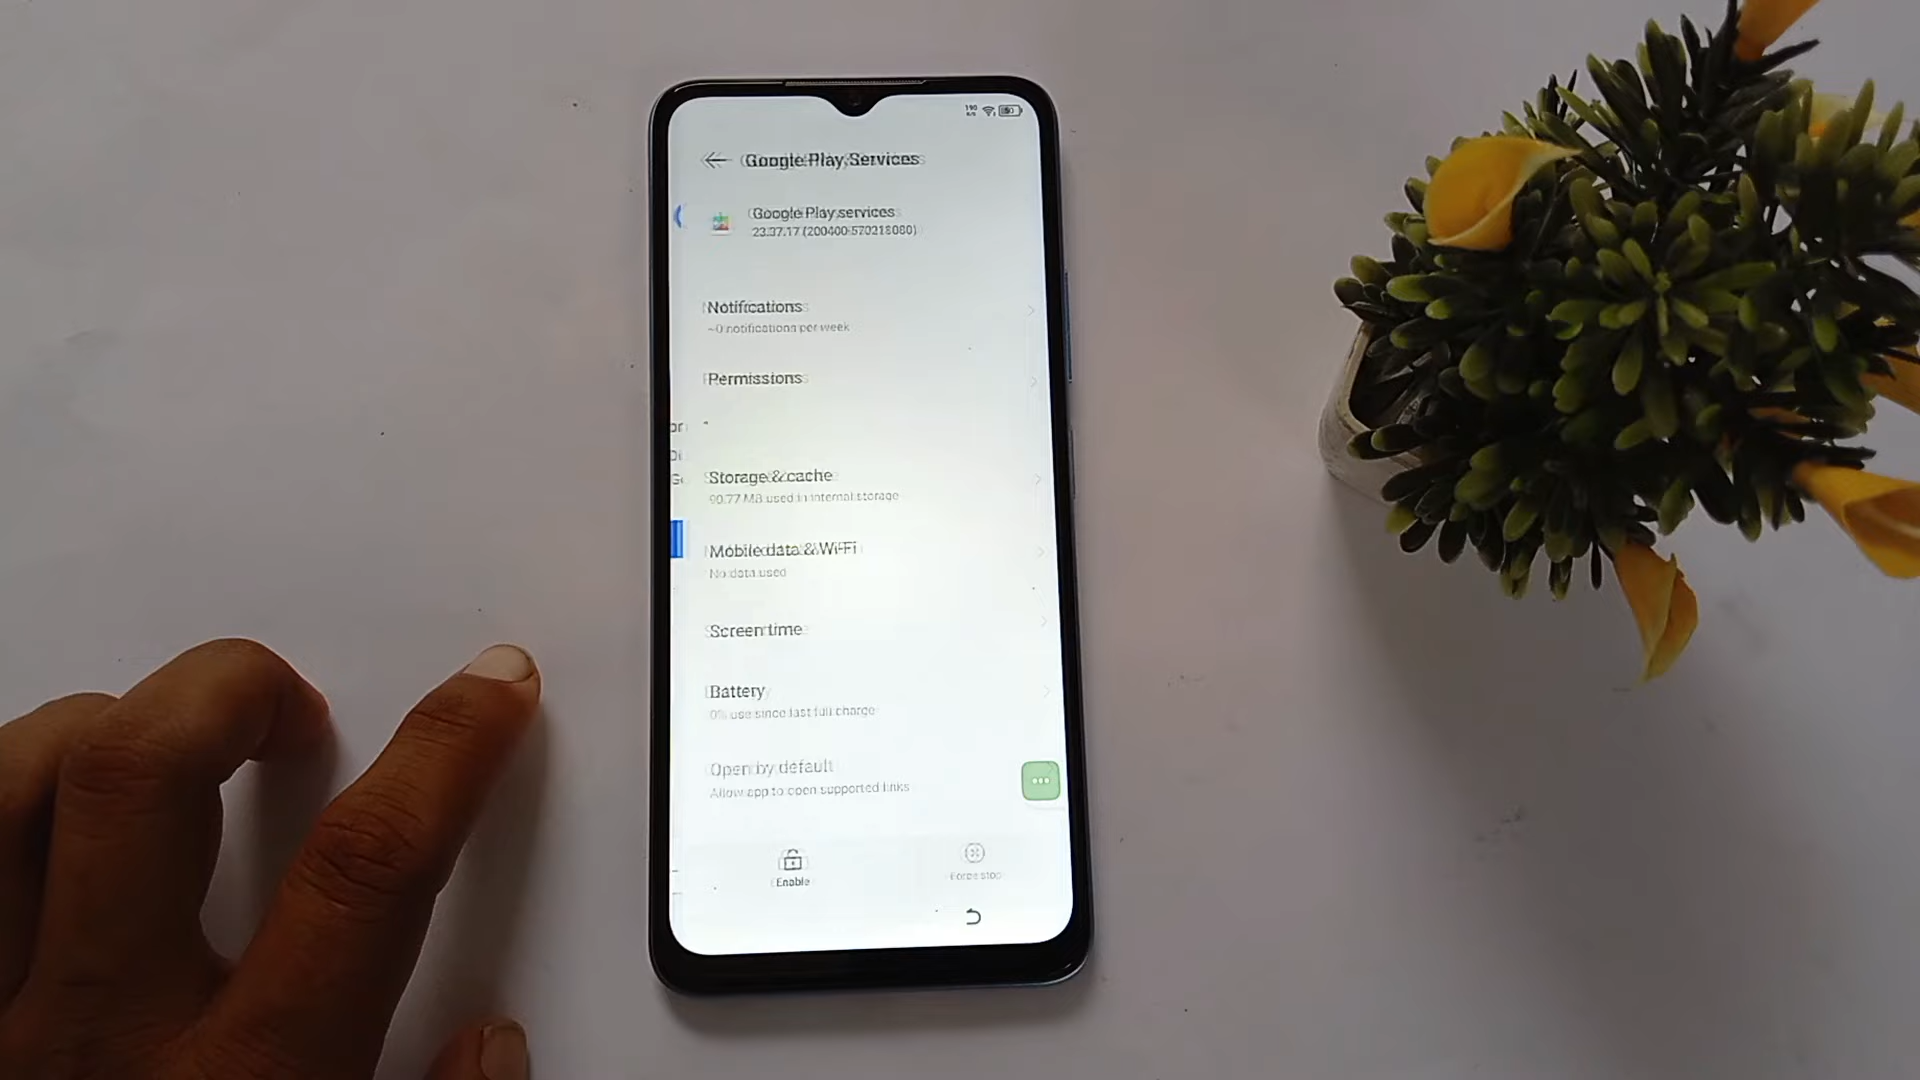 190
Google Play Services
Google Play services
23.37.17 (200400-570218080)
Notifications
~0 notifications per week
Permissions
Storage & cache
90.77 MB used in internal storage
Mobile data & Wi-Fi
No data used
Screen time
Battery
0% use since last full charge
Open by default
Allow app to open supported links
Enable
Force stop